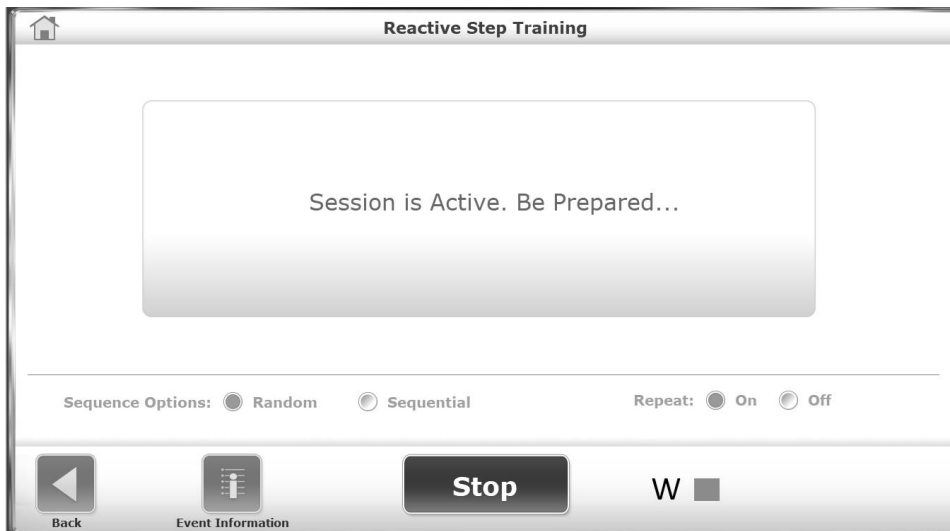 Reactive Step Training
Session is Active. Be Prepared...
Sequence Options: Random Sequential Repeat: On Off
Stop W
Back Event Information